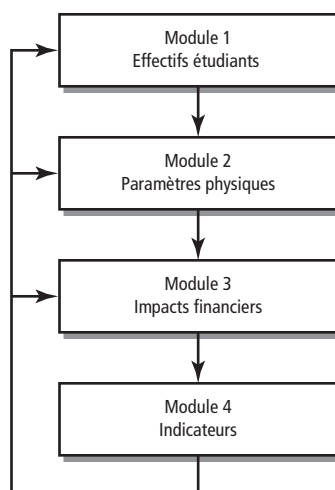 Module 1
Effectifs étudiants
Module 2
Paramètres physiques
Module 3
Impacts financiers
Module 4
Indicateurs